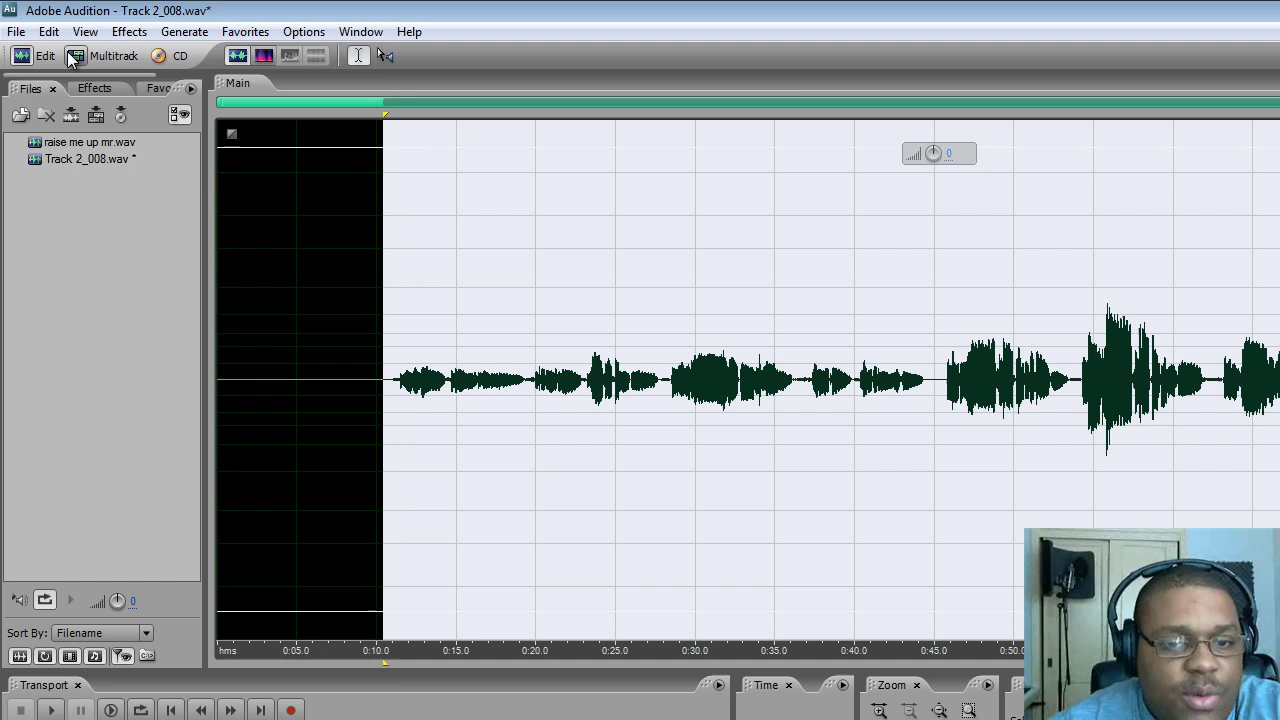 Au Adobe Audition - Track 2_008.wav*
File Edit View Effects Generate Favorites Options Window Help
Edit Multitrack CD
Files Effects Favo
Main
raise me up mr.wav
Track 2_008.wav *
0
0
Sort By: Filename
hms 0:05.0 0:10.0 0:15.0 0:20.0 0:25.0 0:30.0 0:35.0 0:40.0 0:45.0 0:50.
Transport Time Zoom